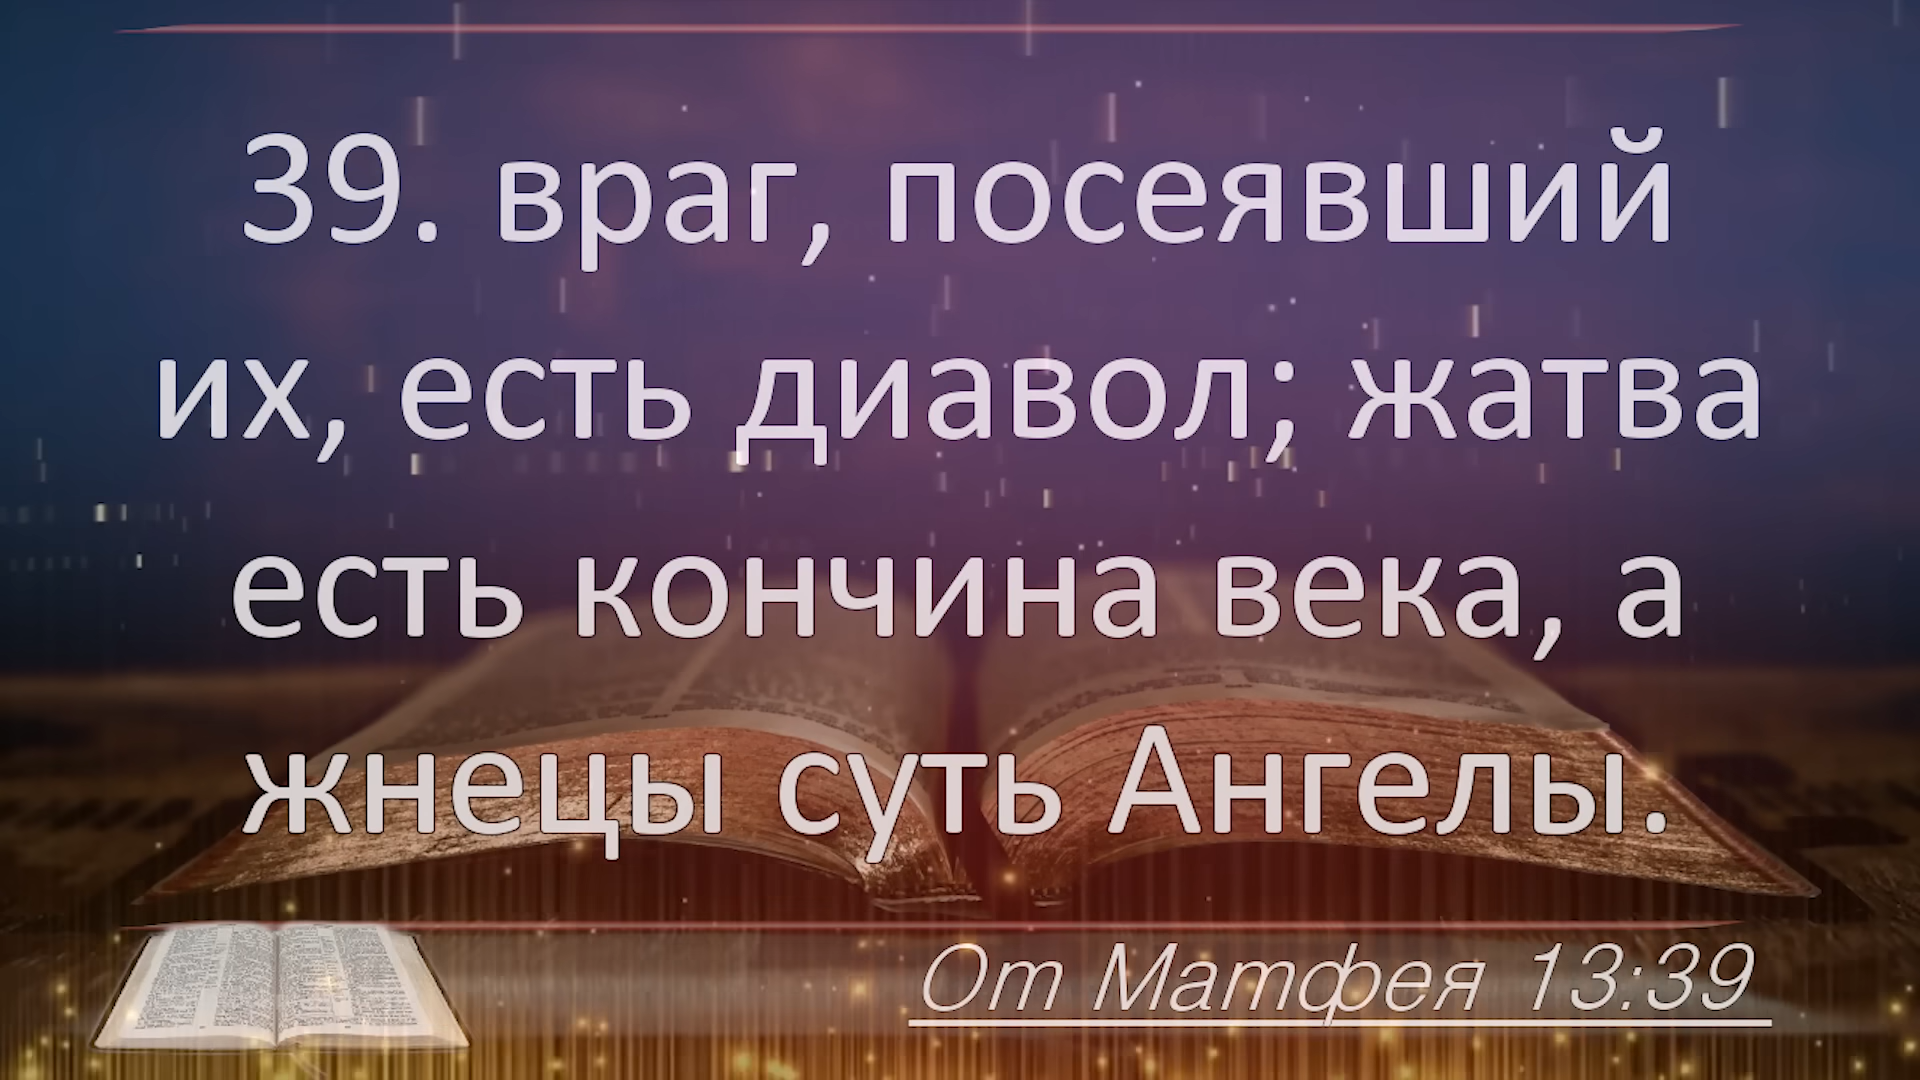 39. враг, посеявший
их, есть диавол; жатва
есть кончина века, а
жнецы суть Ангелы.
От Матфея 13:39